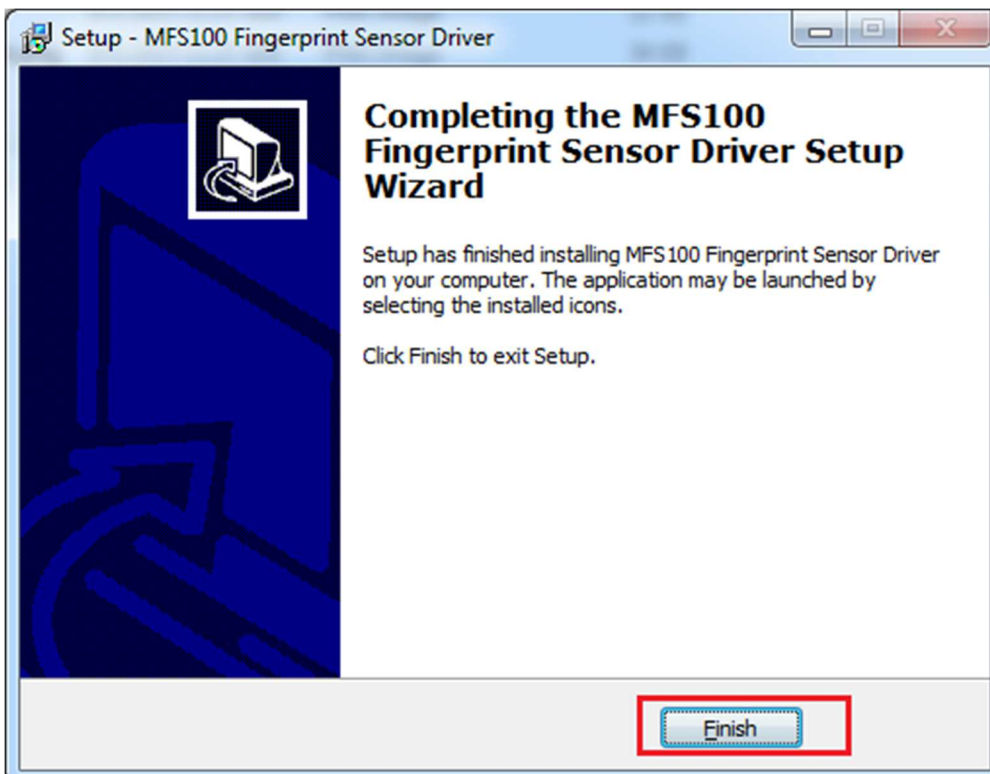 Setup - MFS100 Fingerprint Sensor Driver
Completing the MFS100
Fingerprint Sensor Driver Setup
Wizard
Setup has finished installing MFS100 Fingerprint Sensor Driver
on your computer. The application may be launched by
selecting the installed icons.
Click Finish to exit Setup.
Finish